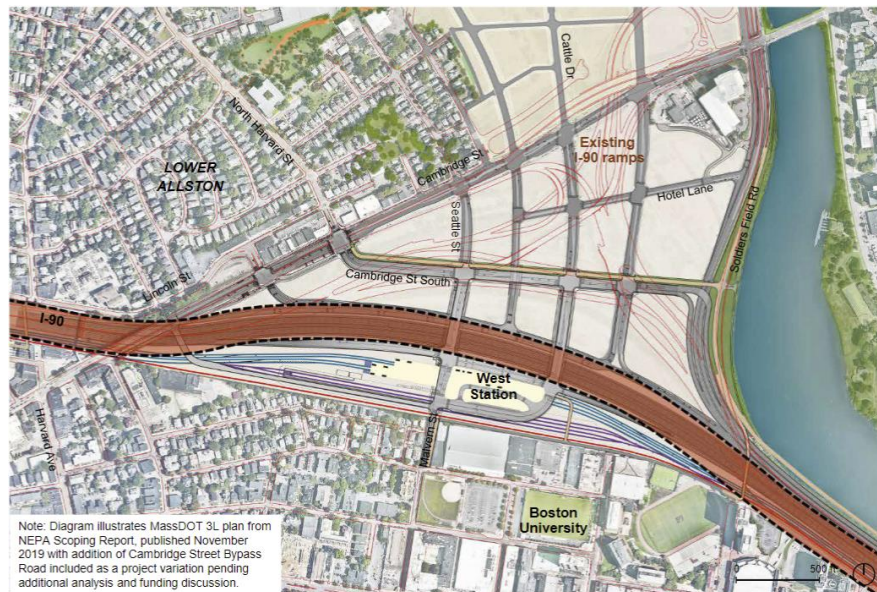 Cattle Dr
North Harvard St
Existing
I-90 ramps
LOWER
ALLSTON
Cambridge St
Hotel Lane
Seattle St
Soldiers Field Rd
Lincoln St
Cambridge St South
I-90
West
Station
Harvard Ave
Malvern St
Boston
University
Note: Diagram illustrates MassDOT 3L plan from
NEPA Scoping Report, published November
2019 with addition of Cambridge Street Bypass
Road included as a project variation pending
additional analysis and funding discussion.
0 500 ft